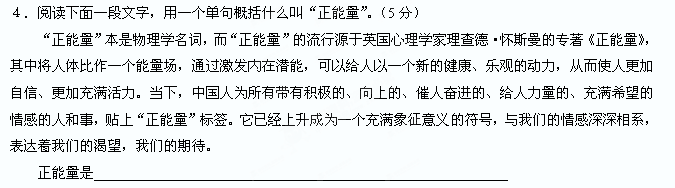 4．阅读下面一段文字，用一个单句概括什么叫“正能量”。（5分）
“正能量”本是物理学名词，而“正能量”的流行源于英国心理学家理查德·怀斯曼的专著《正能量》，
其中将人体比作一个能量场，通过激发内在潜能，可以给人以一个新的健康、乐观的动力，从而使人更加
自信、更加充满活力。当下，中国人为所有带有积极的、向上的、催人奋进的、给人力量的、充满希望的
情感的人和事，贴上“正能量”标签。它已经上升成为一个充满象征意义的符号，与我们的情感深深相系，
表达着我们的渴望，我们的期待。
正能量是